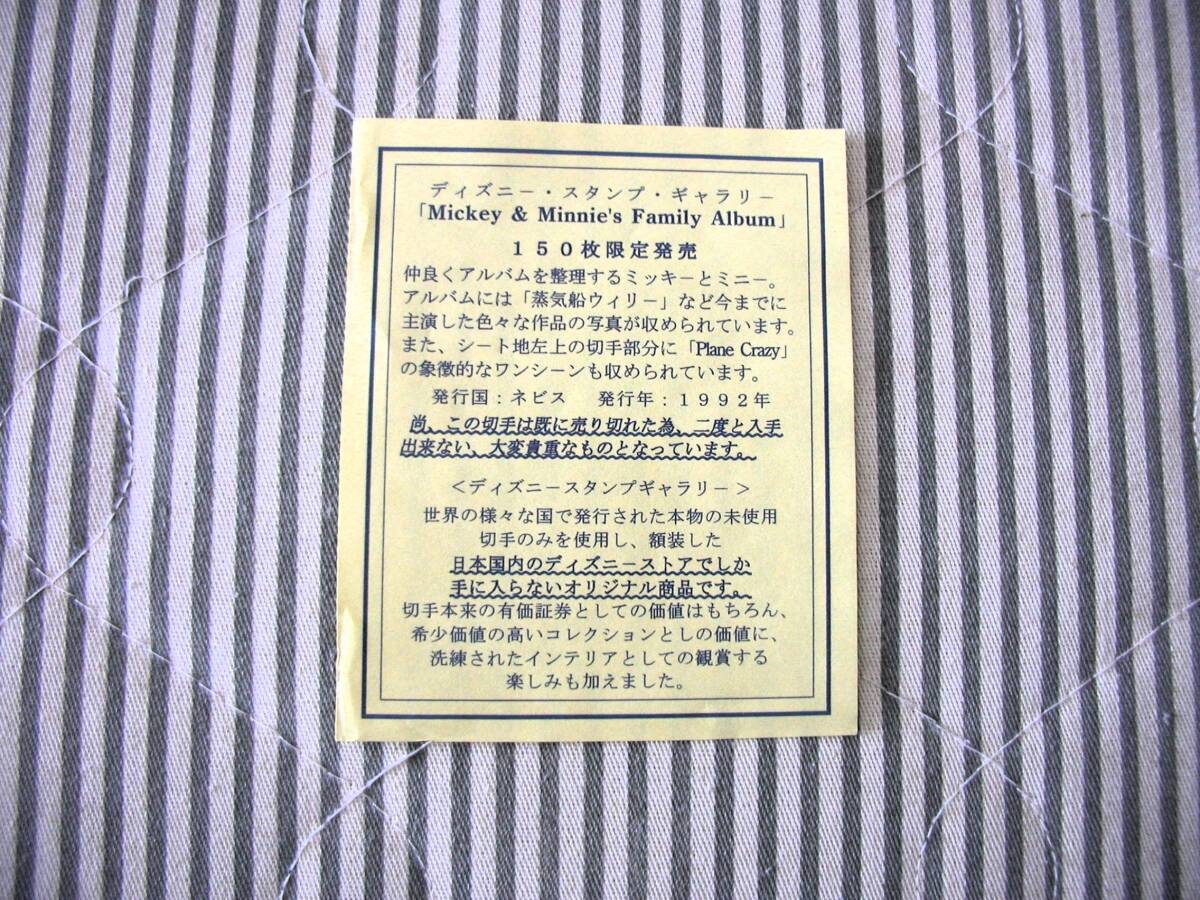 ディズニー・スタンプ・ギャラリー
「Mickey & Minnie's Family Album」
１５０枚限定発売
仲良くアルバムを整理するミッキーとミニー。
アルバムには「蒸気船ウィリー」など今までに
主演した色々な作品の写真が収められています。
また、シート地左上の切手部分に「Plane Crazy」
の象徴的なワンシーンも収められています。
発行国：ネビス　発行年：１９９２年
尚、この切手は既に売り切れた為、二度と入手
出来ない、大変貴重なものとなっています。
＜ディズニースタンプギャラリー＞
世界の様々な国で発行された本物の未使用
切手のみを使用し、額装した
日本国内のディズニーストアでしか
手に入らないオリジナル商品です。
切手本来の有価証券としての価値はもちろん、
希少価値の高いコレクションとしの価値に、
洗練されたインテリアとしての観賞する
楽しみも加えました。